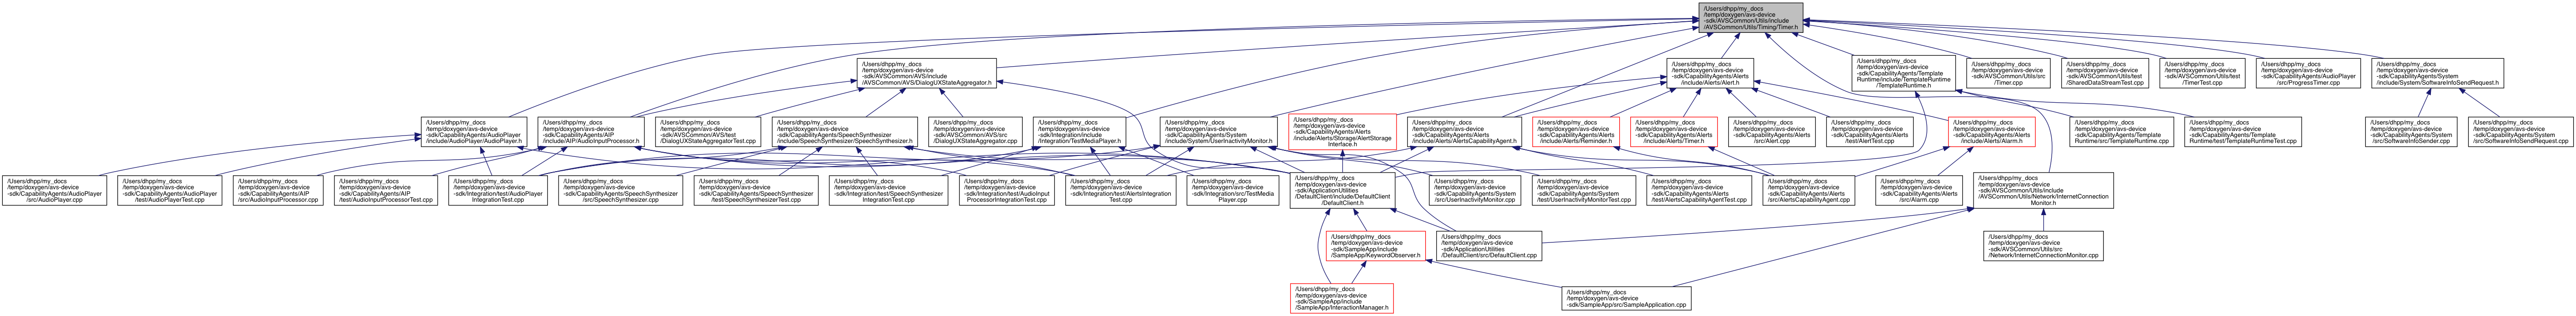 /Users/dhpp/my_docs
/temp/doxygen/avs-device
-sdk/AVSCommon/Utils/include
/AVSCommon/Utils/Timing/Timer.h
/Users/dhpp/my_docs
/temp/doxygen/avs-device
-sdk/AVSCommon/AVS/include
/AVSCommon/AVS/DialogUXStateAggregator.h
/Users/dhpp/my_docs
/temp/doxygen/avs-device
-sdk/CapabilityAgents/Alerts
/include/Alerts/Alert.h
/Users/dhpp/my_docs
/temp/doxygen/avs-device
-sdk/CapabilityAgents/Template
Runtime/include/TemplateRuntime
/TemplateRuntime.h
/Users/dhpp/my_docs
/temp/doxygen/avs-device
-sdk/AVSCommon/Utils/src
/Timer.cpp
/Users/dhpp/my_docs
/temp/doxygen/avs-device
-sdk/AVSCommon/Utils/test
/SharedDataStreamTest.cpp
/Users/dhpp/my_docs
/temp/doxygen/avs-device
-sdk/AVSCommon/Utils/test
/TimerTest.cpp
/Users/dhpp/my_docs
/temp/doxygen/avs-device
-sdk/CapabilityAgents/AudioPlayer
/src/ProgressTimer.cpp
/Users/dhpp/my_docs
/temp/doxygen/avs-device
-sdk/CapabilityAgents/System
/include/System/SoftwareInfoSendRequest.h
/Users/dhpp/my_docs
/temp/doxygen/avs-device
-sdk/CapabilityAgents/AudioPlayer
/include/AudioPlayer/AudioPlayer.h
/Users/dhpp/my_docs
/temp/doxygen/avs-device
-sdk/CapabilityAgents/AIP
/include/AIP/AudioInputProcessor.h
/Users/dhpp/my_docs
/temp/doxygen/avs-device
-sdk/AVSCommon/AVS/test
/DialogUXStateAggregatorTest.cpp
/Users/dhpp/my_docs
/temp/doxygen/avs-device
-sdk/CapabilityAgents/SpeechSynthesizer
/include/SpeechSynthesizer/SpeechSynthesizer.h
/Users/dhpp/my_docs
/temp/doxygen/avs-device
-sdk/AVSCommon/AVS/src
/DialogUXStateAggregator.cpp
/Users/dhpp/my_docs
/temp/doxygen/avs-device
-sdk/Integration/include
/Integration/TestMediaPlayer.h
/Users/dhpp/my_docs
/temp/doxygen/avs-device
-sdk/CapabilityAgents/System
/include/System/UserInactivityMonitor.h
/Users/dhpp/my_docs
/temp/doxygen/avs-device
-sdk/CapabilityAgents/Alerts
/include/Alerts/Storage/AlertStorage
Interface.h
/Users/dhpp/my_docs
/temp/doxygen/avs-device
-sdk/CapabilityAgents/Alerts
/include/Alerts/AlertsCapabilityAgent.h
/Users/dhpp/my_docs
/temp/doxygen/avs-device
-sdk/CapabilityAgents/Alerts
/include/Alerts/Reminder.h
/Users/dhpp/my_docs
/temp/doxygen/avs-device
-sdk/CapabilityAgents/Alerts
/include/Alerts/Timer.h
/Users/dhpp/my_docs
/temp/doxygen/avs-device
-sdk/CapabilityAgents/Alerts
/src/Alert.cpp
/Users/dhpp/my_docs
/temp/doxygen/avs-device
-sdk/CapabilityAgents/Alerts
/test/AlertTest.cpp
/Users/dhpp/my_docs
/temp/doxygen/avs-device
-sdk/CapabilityAgents/Alerts
/include/Alerts/Alarm.h
/Users/dhpp/my_docs
/temp/doxygen/avs-device
-sdk/CapabilityAgents/Template
Runtime/src/TemplateRuntime.cpp
/Users/dhpp/my_docs
/temp/doxygen/avs-device
-sdk/CapabilityAgents/Template
Runtime/test/TemplateRuntimeTest.cpp
/Users/dhpp/my_docs
/temp/doxygen/avs-device
-sdk/CapabilityAgents/System
/src/SoftwareInfoSender.cpp
/Users/dhpp/my_docs
/temp/doxygen/avs-device
-sdk/CapabilityAgents/System
/src/SoftwareInfoSendRequest.cpp
/Users/dhpp/my_docs
/temp/doxygen/avs-device
-sdk/CapabilityAgents/AudioPlayer
/src/AudioPlayer.cpp
/Users/dhpp/my_docs
/temp/doxygen/avs-device
-sdk/CapabilityAgents/AudioPlayer
/test/AudioPlayerTest.cpp
/Users/dhpp/my_docs
/temp/doxygen/avs-device
-sdk/CapabilityAgents/AIP
/src/AudioInputProcessor.cpp
/Users/dhpp/my_docs
/temp/doxygen/avs-device
-sdk/CapabilityAgents/AIP
/test/AudioInputProcessorTest.cpp
/Users/dhpp/my_docs
/temp/doxygen/avs-device
-sdk/Integration/test/AudioPlayer
IntegrationTest.cpp
/Users/dhpp/my_docs
/temp/doxygen/avs-device
-sdk/CapabilityAgents/SpeechSynthesizer
/src/SpeechSynthesizer.cpp
/Users/dhpp/my_docs
/temp/doxygen/avs-device
-sdk/CapabilityAgents/SpeechSynthesizer
/test/SpeechSynthesizerTest.cpp
/Users/dhpp/my_docs
/temp/doxygen/avs-device
-sdk/Integration/test/SpeechSynthesizer
IntegrationTest.cpp
/Users/dhpp/my_docs
/temp/doxygen/avs-device
-sdk/Integration/test/AudioInput
ProcessorIntegrationTest.cpp
/Users/dhpp/my_docs
/temp/doxygen/avs-device
-sdk/Integration/test/AlertsIntegration
Test.cpp
/Users/dhpp/my_docs
/temp/doxygen/avs-device
-sdk/Integration/src/TestMedia
Player.cpp
/Users/dhpp/my_docs
/temp/doxygen/avs-device
-sdk/ApplicationUtilities
/DefaultClient/include/DefaultClient
/DefaultClient.h
/Users/dhpp/my_docs
/temp/doxygen/avs-device
-sdk/CapabilityAgents/System
/src/UserInactivityMonitor.cpp
/Users/dhpp/my_docs
/temp/doxygen/avs-device
-sdk/CapabilityAgents/System
/test/UserInactivityMonitorTest.cpp
/Users/dhpp/my_docs
/temp/doxygen/avs-device
-sdk/CapabilityAgents/Alerts
/test/AlertsCapabilityAgentTest.cpp
/Users/dhpp/my_docs
/temp/doxygen/avs-device
-sdk/CapabilityAgents/Alerts
/src/AlertsCapabilityAgent.cpp
/Users/dhpp/my_docs
/temp/doxygen/avs-device
-sdk/CapabilityAgents/Alerts
/src/Alarm.cpp
/Users/dhpp/my_docs
/temp/doxygen/avs-device
-sdk/AVSCommon/Utils/include
/AVSCommon/Utils/Network/InternetConnection
Monitor.h
/Users/dhpp/my_docs
/temp/doxygen/avs-device
-sdk/SampleApp/include
/SampleApp/KeywordObserver.h
/Users/dhpp/my_docs
/temp/doxygen/avs-device
-sdk/ApplicationUtilities
/DefaultClient/src/DefaultClient.cpp
/Users/dhpp/my_docs
/temp/doxygen/avs-device
-sdk/AVSCommon/Utils/src
/Network/InternetConnectionMonitor.cpp
/Users/dhpp/my_docs
/temp/doxygen/avs-device
-sdk/SampleApp/include
/SampleApp/InteractionManager.h
/Users/dhpp/my_docs
/temp/doxygen/avs-device
-sdk/SampleApp/src/SampleApplication.cpp